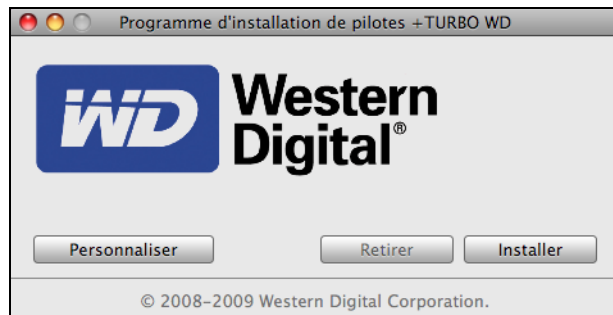 Programme d'installation de pilotes +TURBO WD
WD
Western
Digital®
Personnaliser
Retirer
Installer
© 2008-2009 Western Digital Corporation.